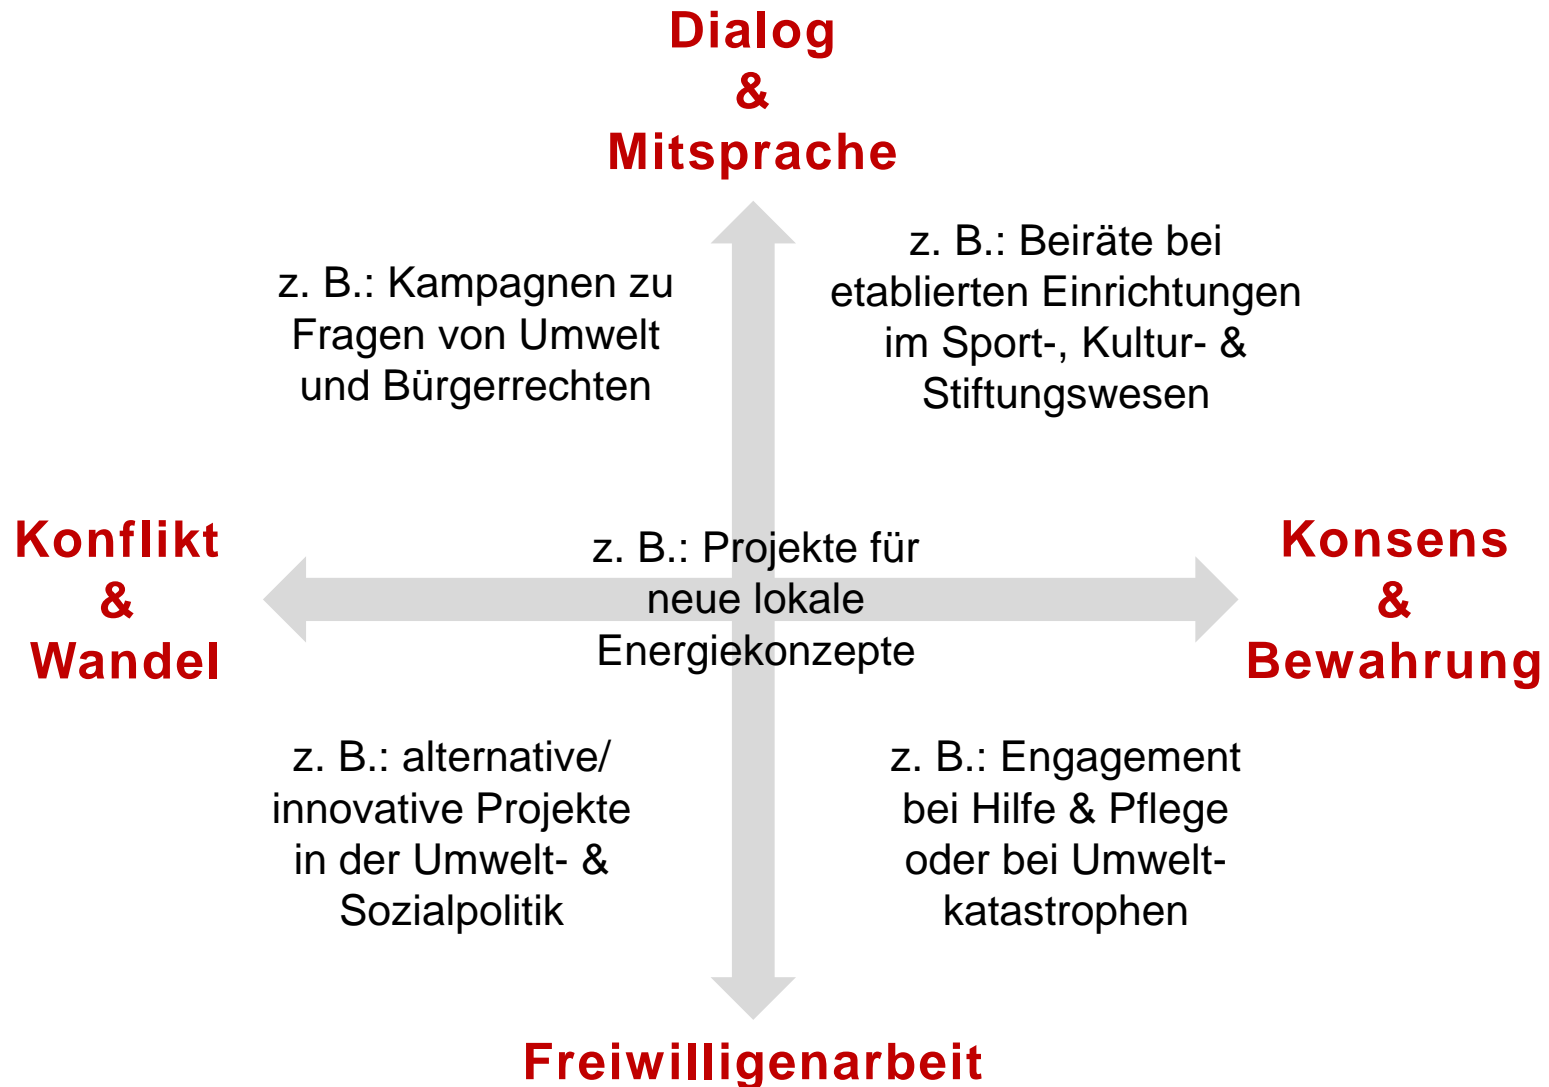 Dialog
&
Mitsprache
z. B.: Kampagnen zu
Fragen von Umwelt
und Bürgerrechten
z. B.: Beiräte bei
etablierten Einrichtungen
im Sport-, Kultur- &
Stiftungswesen
Konflikt
&
Wandel
z. B.: Projekte für
neue lokale
Energiekonzepte
Konsens
&
Bewahrung
z. B.: alternative/
innovative Projekte
in der Umwelt- &
Sozialpolitik
z. B.: Engagement
bei Hilfe & Pflege
oder bei Umwelt-
katastrophen
Freiwilligenarbeit